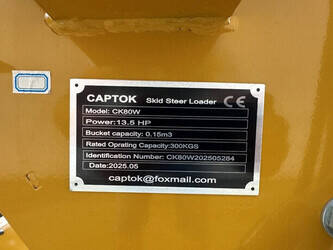 CAPTOK Skid Steer Loader CE
Model: CK80W
Power:13.5 HP
Bucket capacity: 0.15m3
Rated Oprating Capacity:300KGS
Identification Number: CK80W202505284
Date:2025.05
captok@foxmail.com